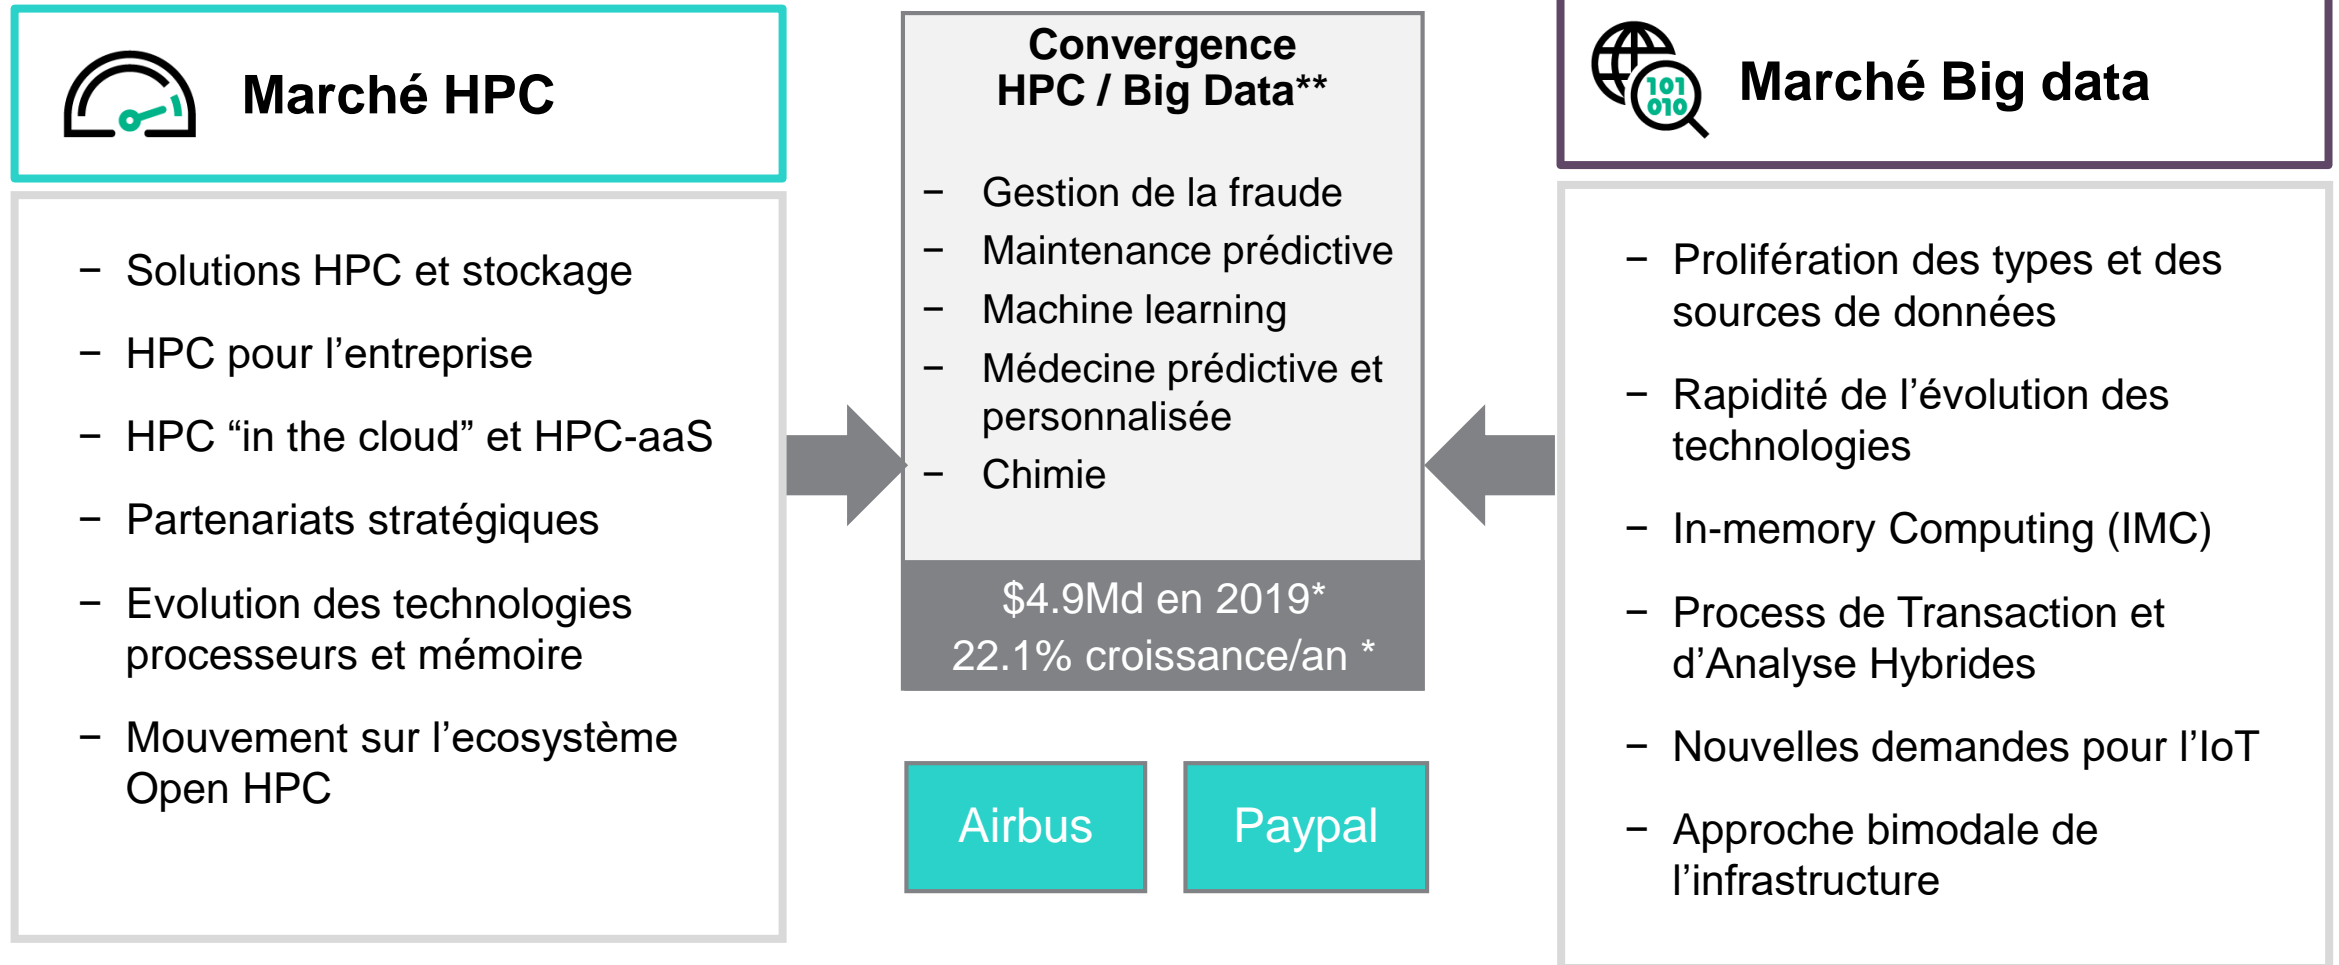 Marché HPC
− Solutions HPC et stockage
− HPC pour l’entreprise
− HPC “in the cloud” et HPC-aaS
− Partenariats stratégiques
− Evolution des technologies
processeurs et mémoire
− Mouvement sur l’ecosystème
Open HPC
Convergence
HPC / Big Data**
− Gestion de la fraude
− Maintenance prédictive
− Machine learning
− Médecine prédictive et
personnalisée
− Chimie
$4.9Md en 2019*
22.1% croissance/an *
Airbus
Paypal
101
010
Marché Big data
− Prolifération des types et des
sources de données
− Rapidité de l’évolution des
technologies
− In-memory Computing (IMC)
− Process de Transaction et
d’Analyse Hybrides
− Nouvelles demandes pour l’IoT
− Approche bimodale de
l’infrastructure